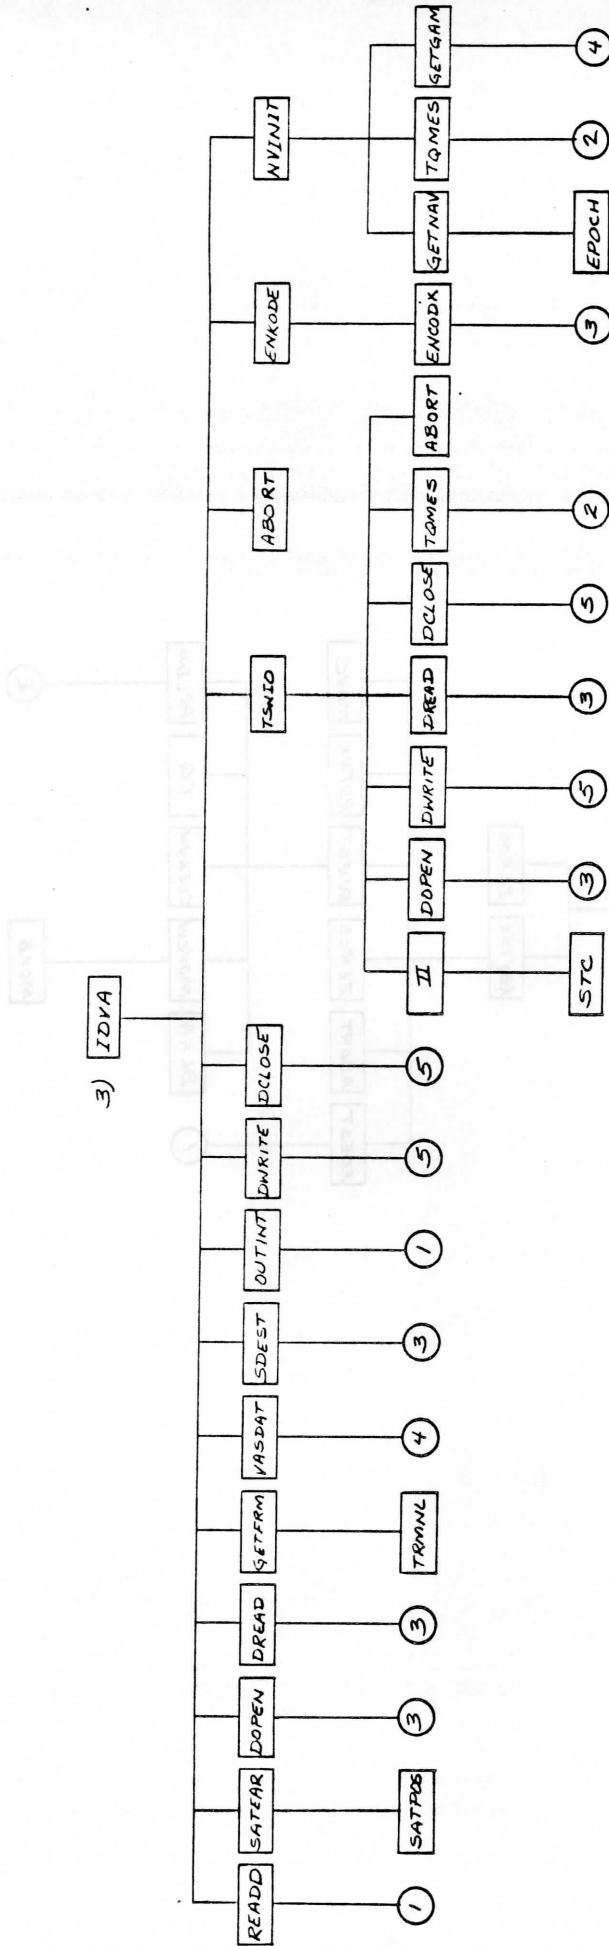 3) IDVA
READD SATEAR DOPEN DREAD GETFRM VASDAT SDEST OUTINT DWRITE DCLOSE TSWIO ABORT ENKODE NVINIT
1 SATPOS 3 3 TRMNL 4 3 1 5 5 II DOPEN DWRITE DREAD DCLOSE TQMES ABORT ENCODX GETNAV TQMES GETGAM
STC 3 5 3 5 2 3 EPOCH 2 4